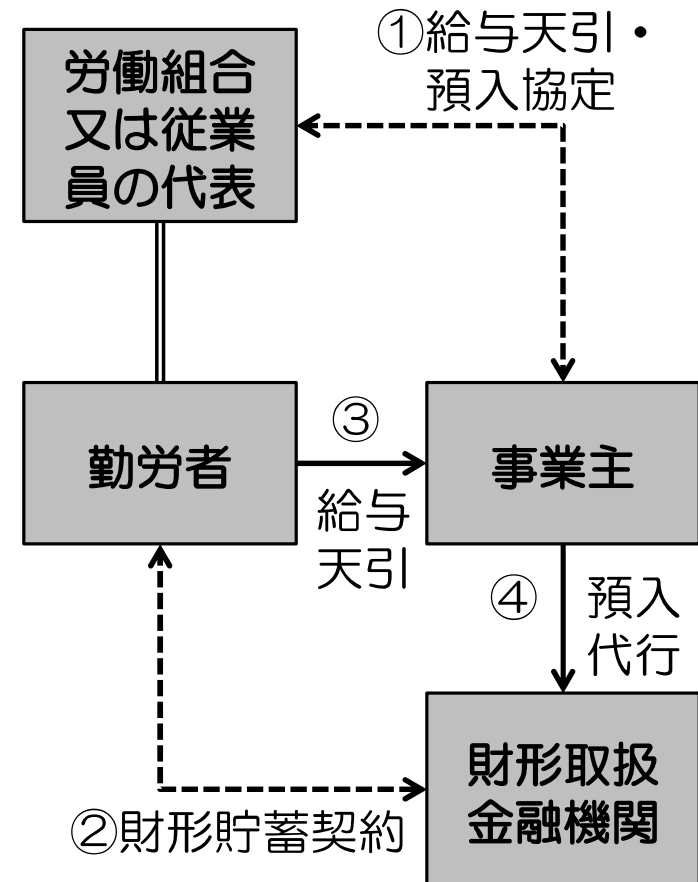 ①給与天引・
預入協定
労働組合
又は従業
員の代表
勤労者
③
給与
天引
事業主
④
預入
代行
②財形貯蓄契約
財形取扱
金融機関